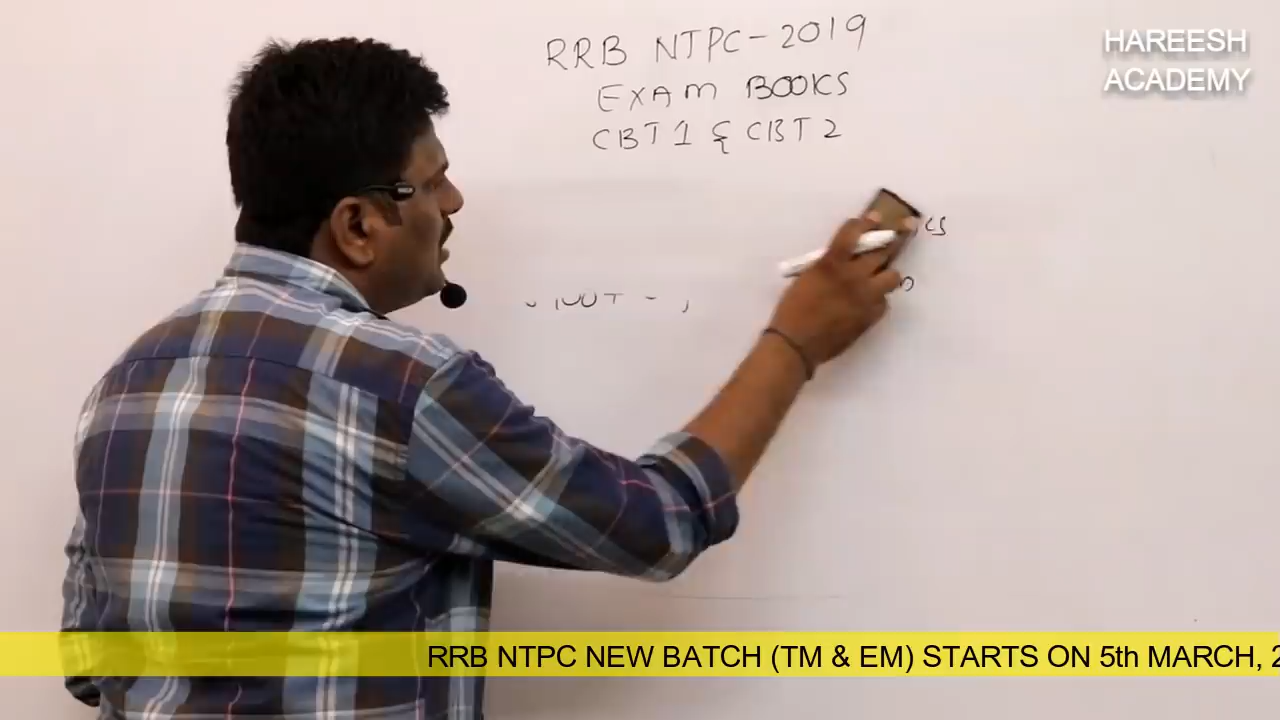 RRB NTPC - 2019
EXAM BOOKS
CBT 1 & CBT 2
HAREESH
ACADEMY
RRB NTPC NEW BATCH (TM & EM) STARTS ON 5th MARCH, 2